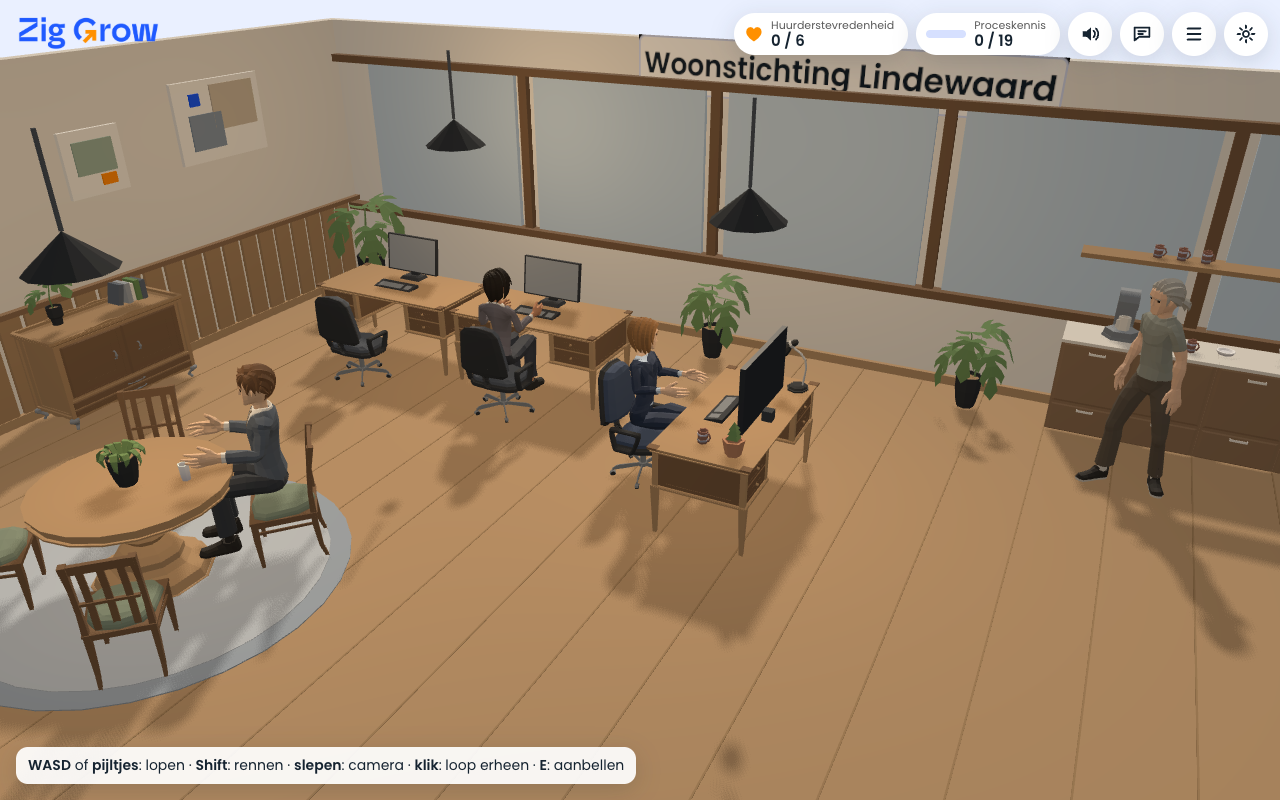 Zig Grow
Huurderstevredenheid
0 / 6
Proceskennis
0 / 19
Woonstichting Lindewaard
WASD of pijltjes: lopen · Shift: rennen · slepen: camera · klik: loop erheen · E: aanbellen